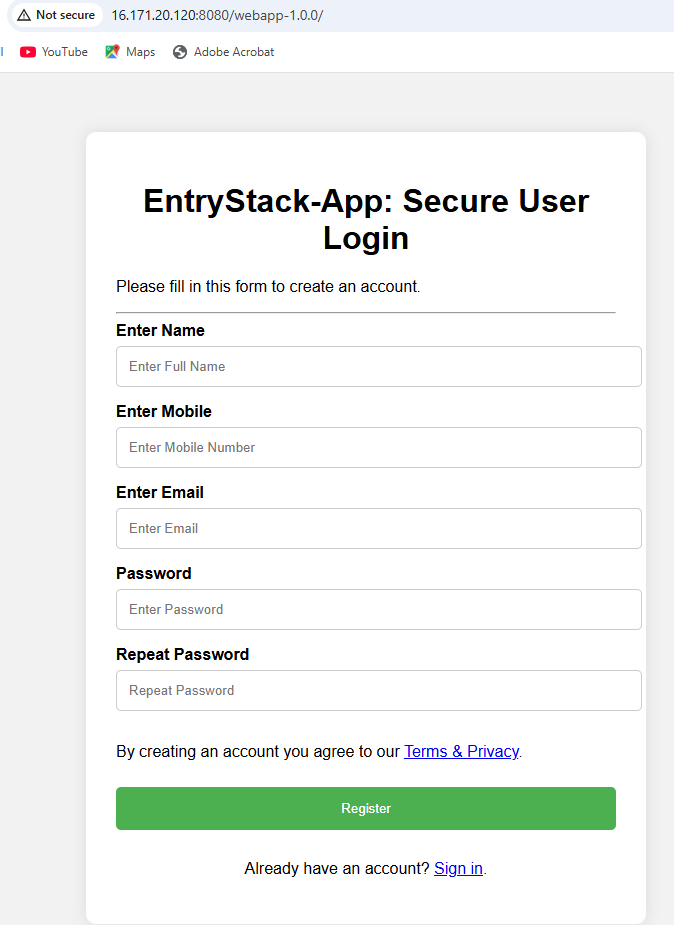 Not secure 16.171.20.120:8080/webapp-1.0.0/
YouTube Maps Adobe Acrobat
EntryStack-App: Secure User
Login
Please fill in this form to create an account.
Enter Name
Enter Full Name
Enter Mobile
Enter Mobile Number
Enter Email
Enter Email
Password
Enter Password
Repeat Password
Repeat Password
By creating an account you agree to our Terms & Privacy.
Register
Already have an account? Sign in.